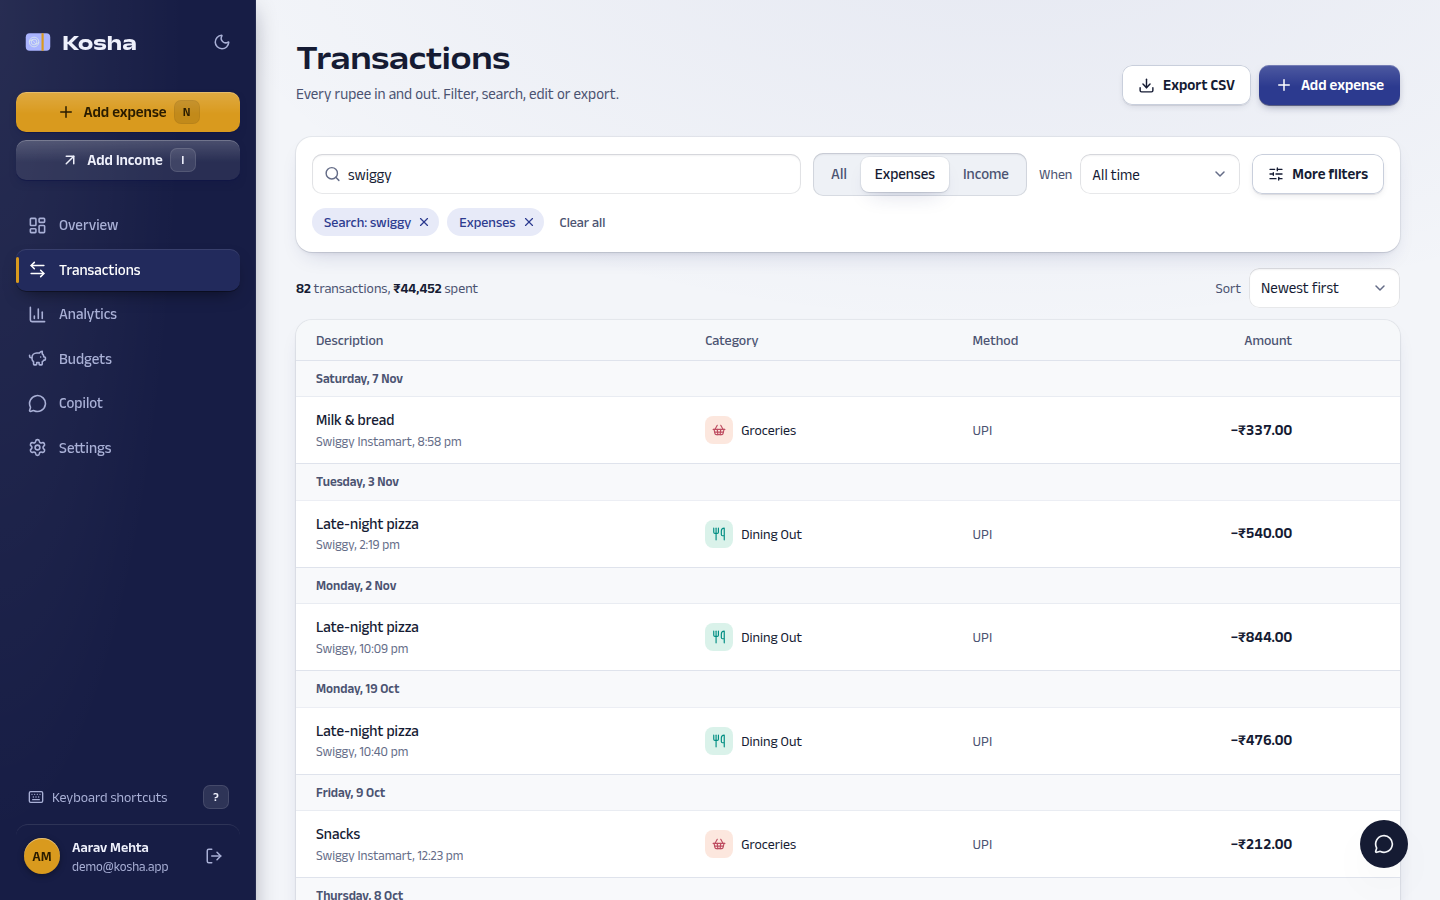 Kosha
Add expense N
Add Income I
Overview
Transactions
Analytics
Budgets
Copilot
Settings
Keyboard shortcuts ?
AM
Aarav Mehta
demo@kosha.app
Transactions
Every rupee in and out. Filter, search, edit or export.
Export CSV
Add expense
swiggy
All Expenses Income
When All time
More filters
Search: swiggy
Expenses
Clear all
82 transactions, ₹44,452 spent
Sort Newest first
Description Category Method Amount
Saturday, 7 Nov
Milk & bread
Swiggy Instamart, 8:58 pm
Groceries UPI −₹337.00
Tuesday, 3 Nov
Late-night pizza
Swiggy, 2:19 pm
Dining Out UPI −₹540.00
Monday, 2 Nov
Late-night pizza
Swiggy, 10:09 pm
Dining Out UPI −₹844.00
Monday, 19 Oct
Late-night pizza
Swiggy, 10:40 pm
Dining Out UPI −₹476.00
Friday, 9 Oct
Snacks
Swiggy Instamart, 12:23 pm
Groceries UPI −₹212.00
Thursday, 8 Oct